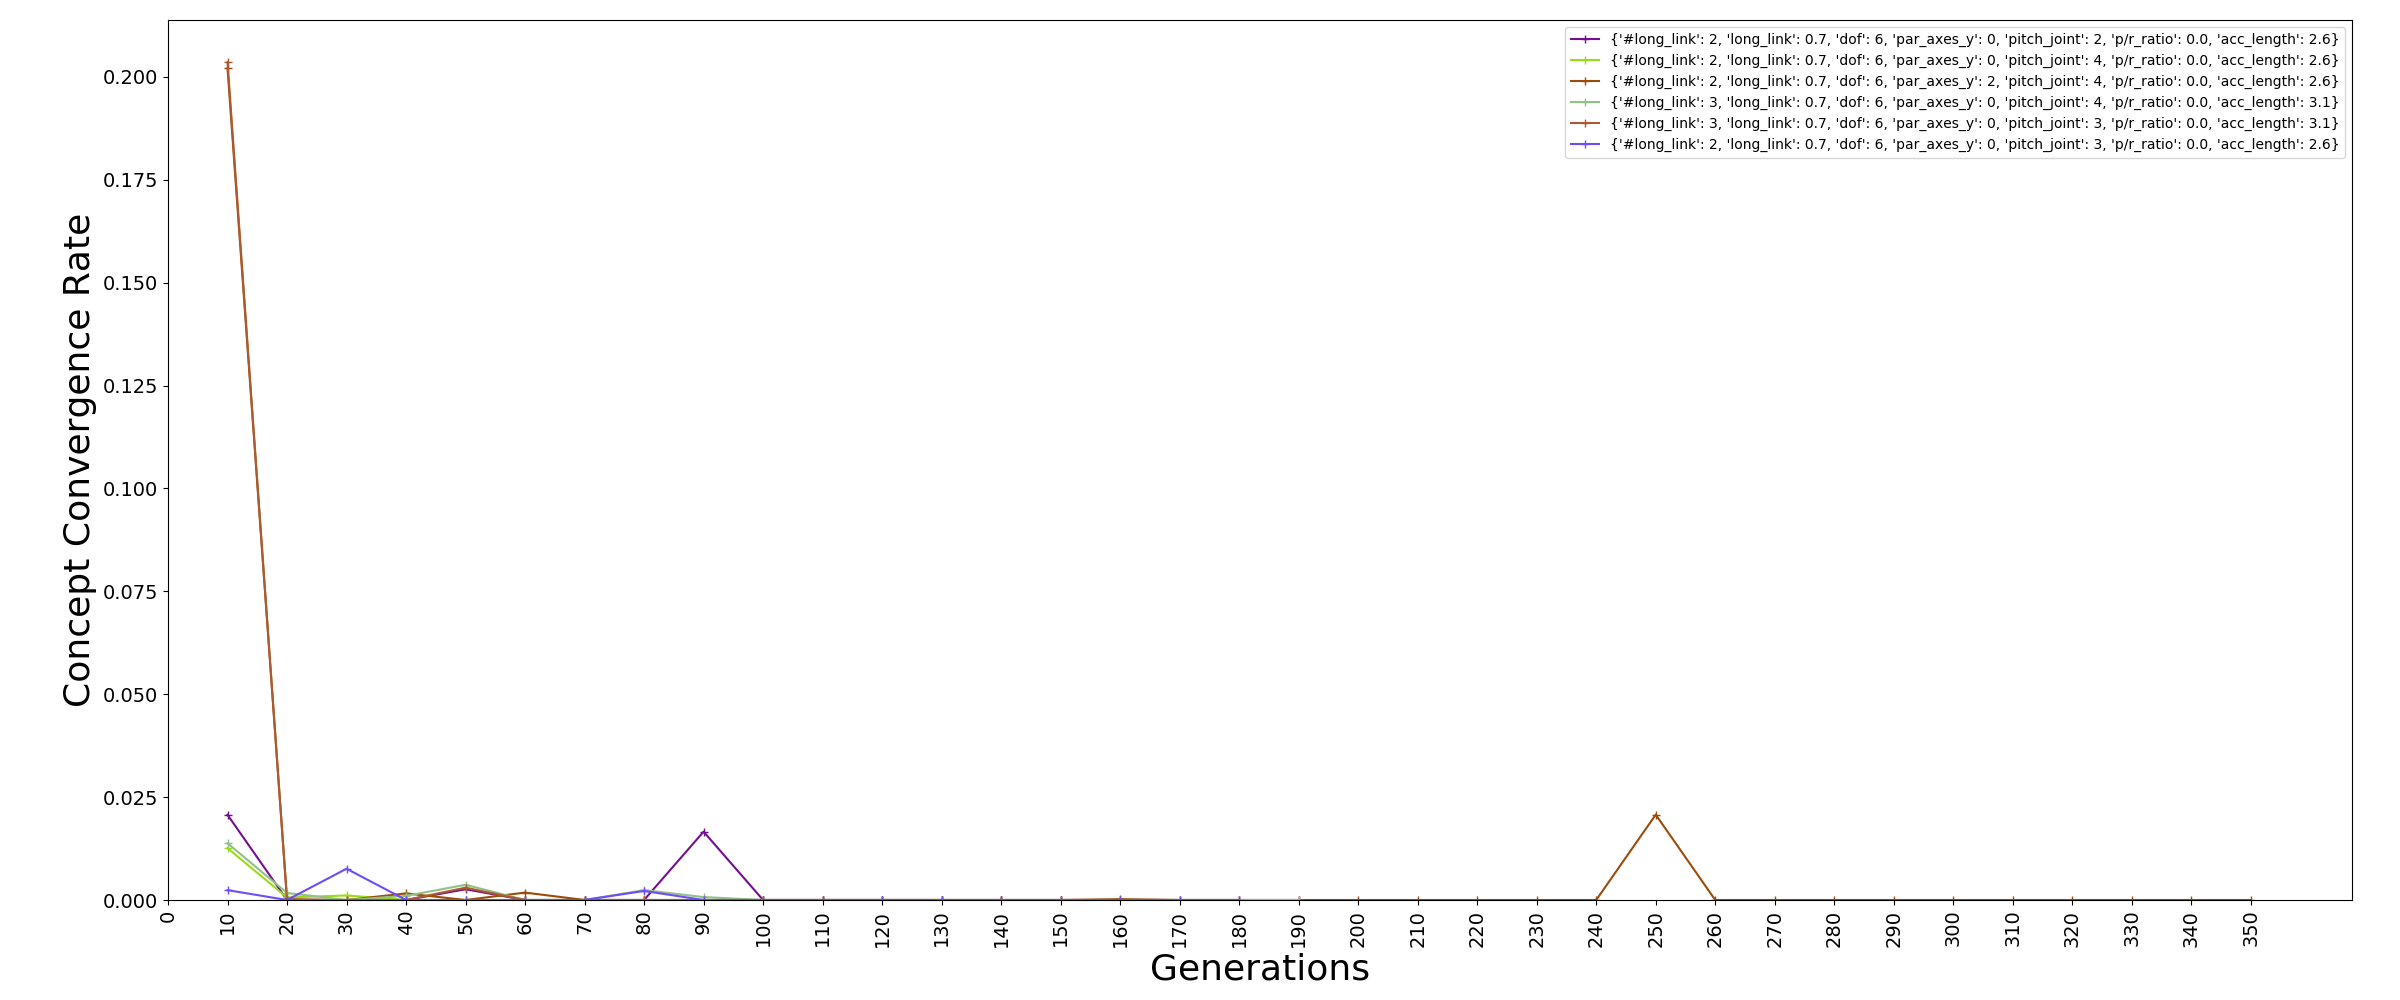 {'#long_link': 2, 'long_link': 0.7, 'dof': 6, 'par_axes_y': 0, 'pitch_joint': 2, 'p/r_ratio': 0.0, 'acc_length': 2.6}
{'#long_link': 2, 'long_link': 0.7, 'dof': 6, 'par_axes_y': 0, 'pitch_joint': 4, 'p/r_ratio': 0.0, 'acc_length': 2.6}
{'#long_link': 2, 'long_link': 0.7, 'dof': 6, 'par_axes_y': 2, 'pitch_joint': 4, 'p/r_ratio': 0.0, 'acc_length': 2.6}
{'#long_link': 3, 'long_link': 0.7, 'dof': 6, 'par_axes_y': 0, 'pitch_joint': 4, 'p/r_ratio': 0.0, 'acc_length': 3.1}
{'#long_link': 3, 'long_link': 0.7, 'dof': 6, 'par_axes_y': 0, 'pitch_joint': 3, 'p/r_ratio': 0.0, 'acc_length': 3.1}
{'#long_link': 2, 'long_link': 0.7, 'dof': 6, 'par_axes_y': 0, 'pitch_joint': 3, 'p/r_ratio': 0.0, 'acc_length': 2.6}
Concept Convergence Rate
0.200
0.175
0.150
0.125
0.100
0.075
0.050
0.025
0.000
0 10 20 30 40 50 60 70 80 90 100 110 120 130 140 150 160 170 180 190 200 210 220 230 240 250 260 270 280 290 300 310 320 330 340 350
Generations